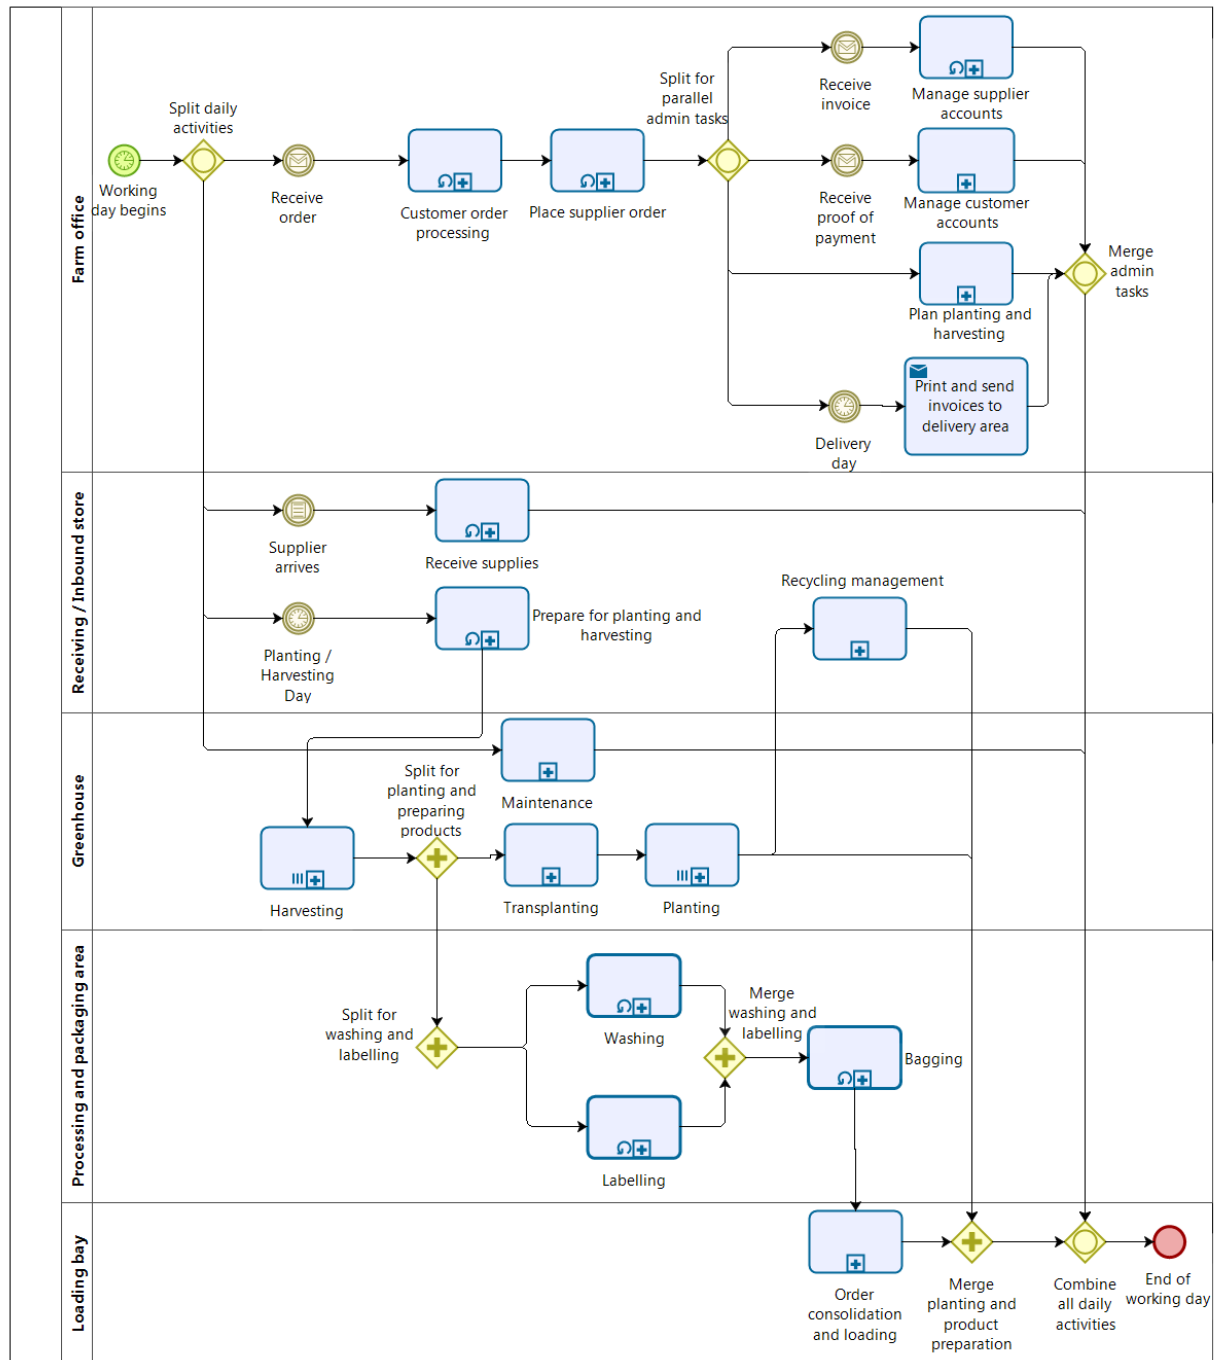 Farm office
Working
day begins
Split daily
activities
Receive
order
Customer order
processing
Place supplier order
Split for
parallel
admin tasks
Receive
invoice
Manage supplier
accounts
Receive
proof of
payment
Manage customer
accounts
Plan planting and
harvesting
Merge
admin
tasks
Delivery
day
Print and send
invoices to
delivery area
Receiving / Inbound store
Supplier
arrives
Receive supplies
Planting /
Harvesting
Day
Prepare for planting and
harvesting
Recycling management
Greenhouse
Maintenance
Split for
planting and
preparing
products
Harvesting
Transplanting
Planting
Processing and packaging area
Split for
washing and
labelling
Washing
Labelling
Merge
washing and
labelling
Bagging
Loading bay
Order
consolidation
and loading
Merge
planting and
product
preparation
Combine
all daily
activities
End of
working day